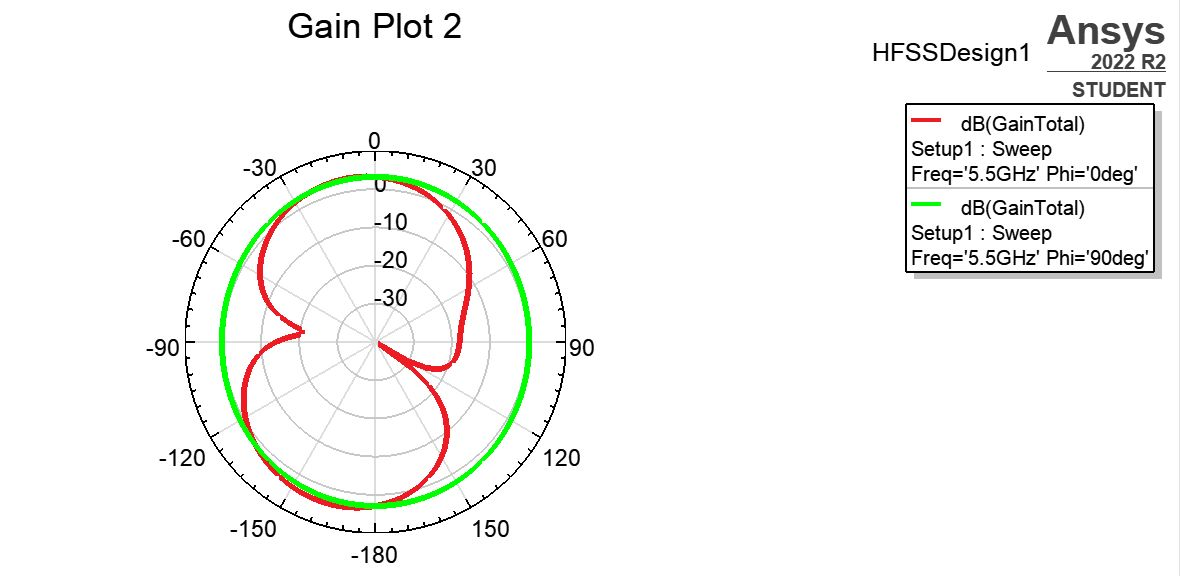 Gain Plot 2
HFSSDesign1
Ansys
2022 R2
STUDENT
dB(GainTotal)
Setup1 : Sweep
Freq='5.5GHz' Phi='0deg'
dB(GainTotal)
Setup1 : Sweep
Freq='5.5GHz' Phi='90deg'
0
-30
30
0
-10
-60
60
-20
-30
-90
90
-120
120
-150
150
-180